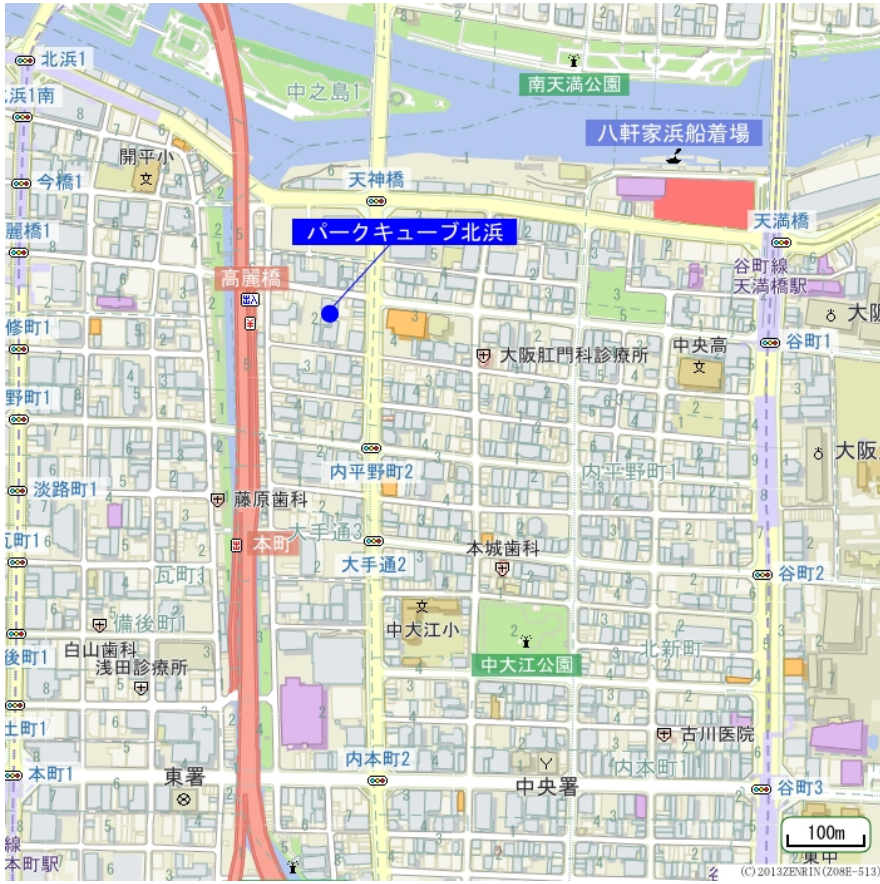 北浜1
中之島1
南天満公園
浜1南
八軒家浜船着場
開平小
今橋1
天神橋
天満橋
麗橋1
パークキューブ北浜
谷町線
天満橋駅
高麗橋
出入
大阪
修町1
谷町1
大阪肛門科診療所
中央高
野町1
大阪
内平野町2
内平野町1
淡路町1
藤原歯科
大手通3
瓦町1
本町
大手通2
本城歯科
谷町2
瓦町1
備後町1
中大江小
後町1
白山歯科
浅田診療所
中大江公園
北新町
土町1
古川医院
本町1
東署
内本町2
中央署
内本町1
谷町3
線
本町駅
100m
東中
谷
(C)2013ZENRIN(Z08E-513)